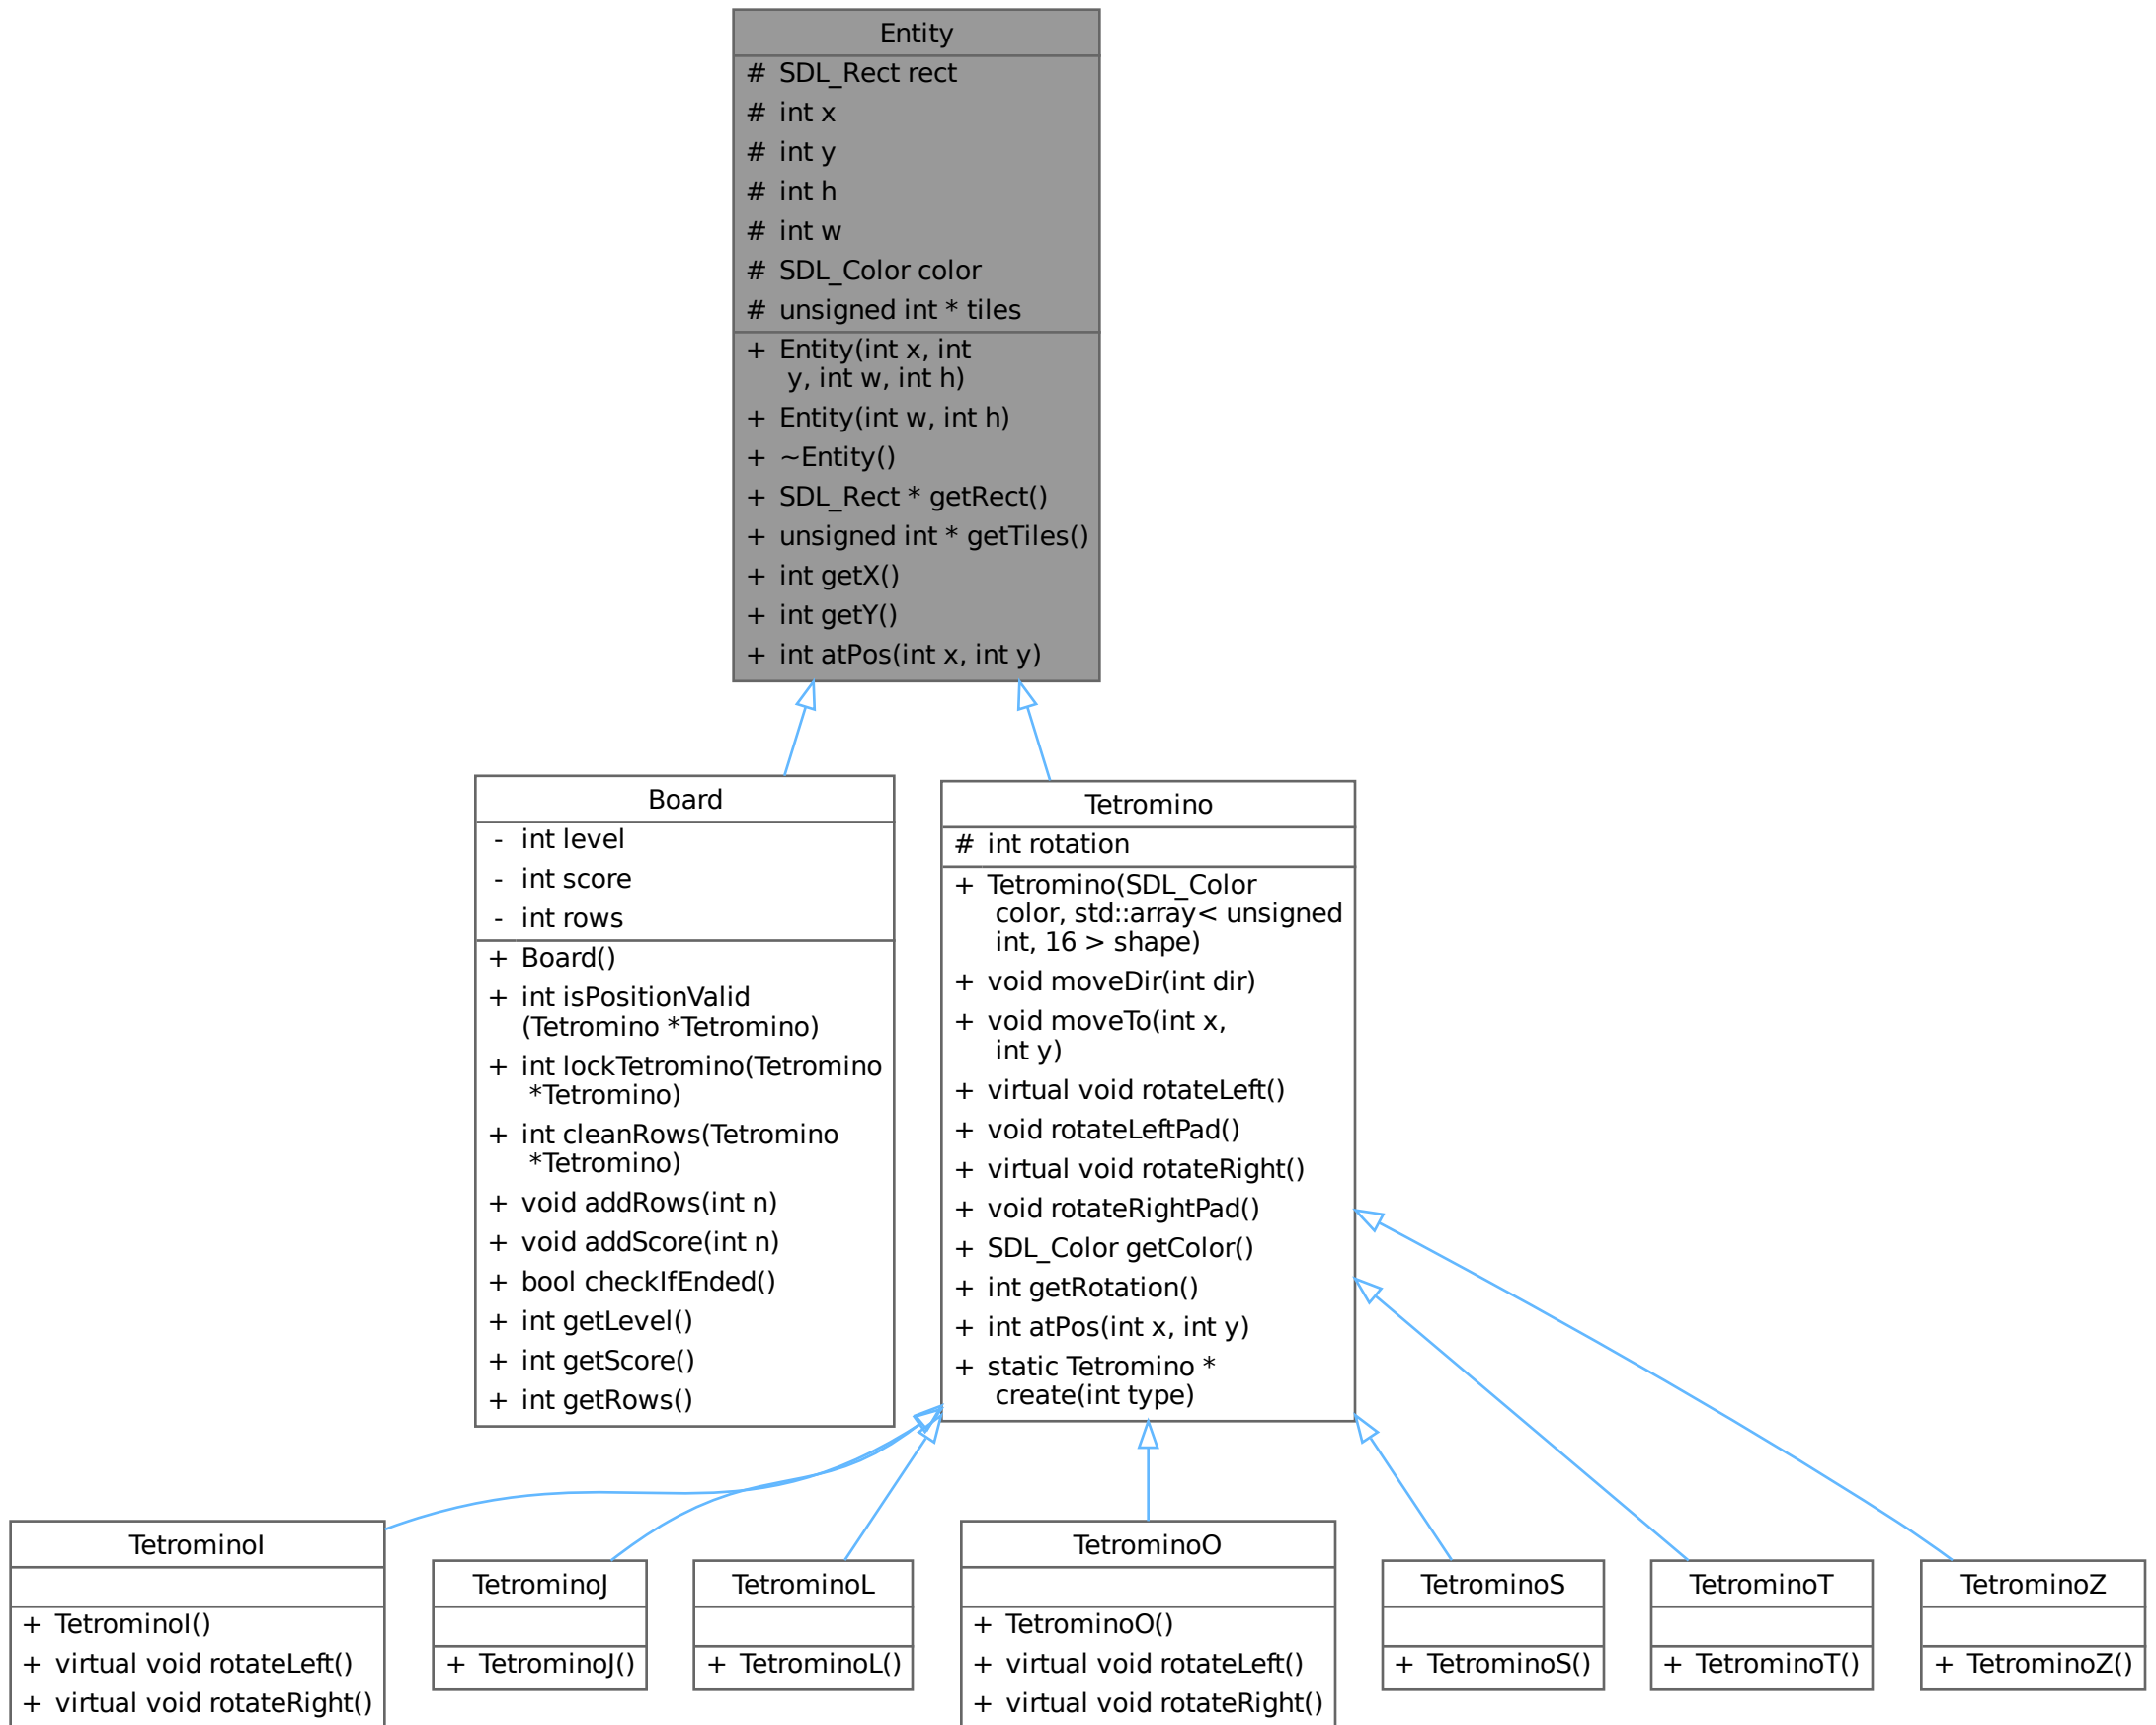 Entity
# SDL_Rect rect
# int x
# int y
# int h
# int w
# SDL_Color color
# unsigned int * tiles
+ Entity(int x, int
y, int w, int h)
+ Entity(int w, int h)
+ ~Entity()
+ SDL_Rect * getRect()
+ unsigned int * getTiles()
+ int getX()
+ int getY()
+ int atPos(int x, int y)
Board
- int level
- int score
- int rows
+ Board()
+ int isPositionValid
(Tetromino *Tetromino)
+ int lockTetromino(Tetromino
*Tetromino)
+ int cleanRows(Tetromino
*Tetromino)
+ void addRows(int n)
+ void addScore(int n)
+ bool checkIfEnded()
+ int getLevel()
+ int getScore()
+ int getRows()
Tetromino
# int rotation
+ Tetromino(SDL_Color
color, std::array< unsigned
int, 16 > shape)
+ void moveDir(int dir)
+ void moveTo(int x,
int y)
+ virtual void rotateLeft()
+ void rotateLeftPad()
+ virtual void rotateRight()
+ void rotateRightPad()
+ SDL_Color getColor()
+ int getRotation()
+ int atPos(int x, int y)
+ static Tetromino *
create(int type)
TetrominoI
+ TetrominoI()
+ virtual void rotateLeft()
+ virtual void rotateRight()
TetrominoJ
+ TetrominoJ()
TetrominoL
+ TetrominoL()
TetrominoO
+ TetrominoO()
+ virtual void rotateLeft()
+ virtual void rotateRight()
TetrominoS
+ TetrominoS()
TetrominoT
+ TetrominoT()
TetrominoZ
+ TetrominoZ()